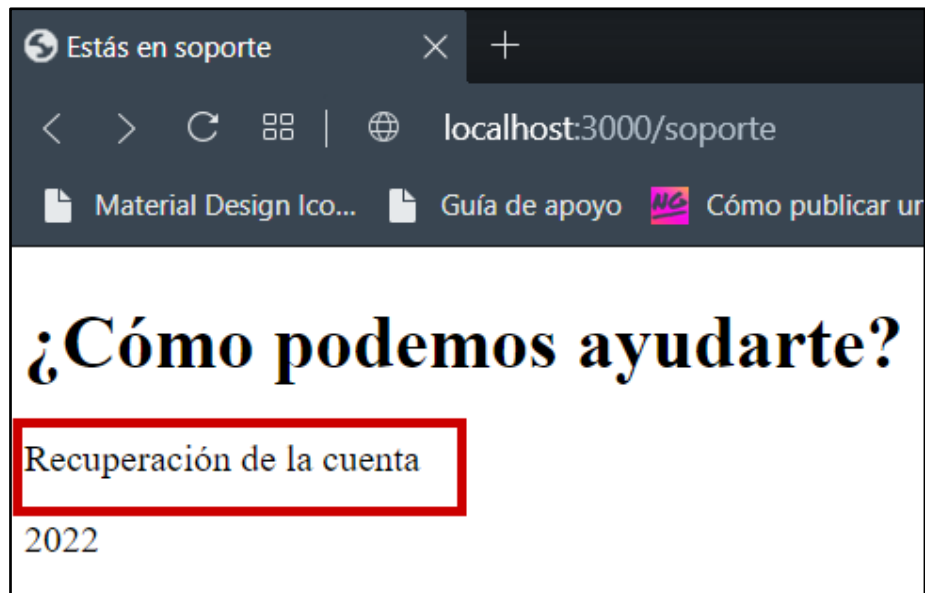 Estás en soporte
localhost:3000/soporte
Material Design Ico... Guía de apoyo NG Cómo publicar un
¿Cómo podemos ayudarte?
Recuperación de la cuenta
2022